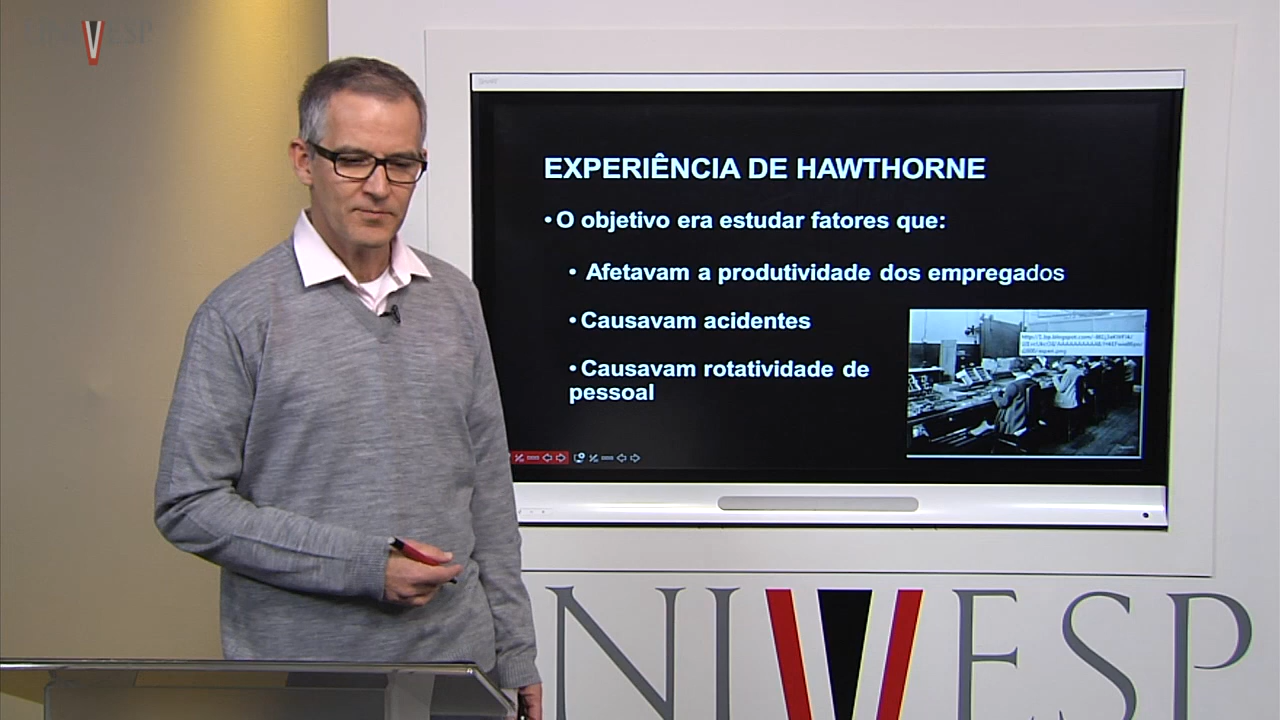 UNIVESP
EXPERIÊNCIA DE HAWTHORNE
• O objetivo era estudar fatores que:
• Afetavam a produtividade dos empregados
• Causavam acidentes
• Causavam rotatividade de
pessoal
NIVESP